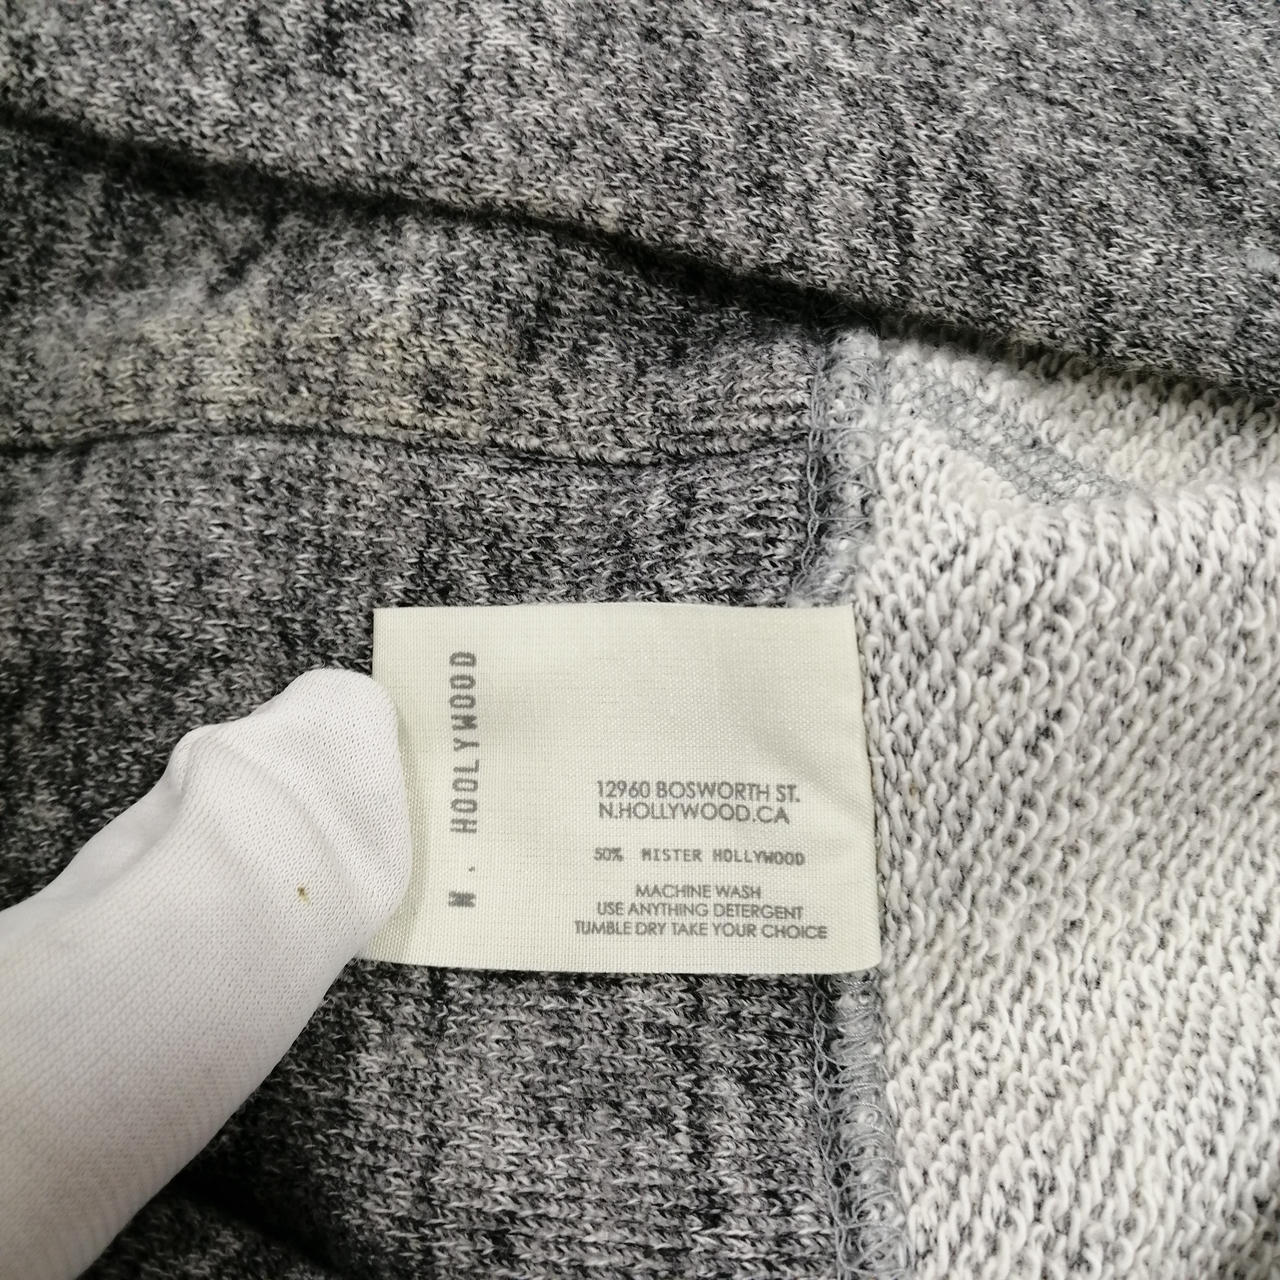 N. HOOLYWOOD
12960 BOSWORTH ST.
N.HOLLYWOOD.CA
50% MISTER HOLLYWOOD
MACHINE WASH
USE ANYTHING DETERGENT
TUMBLE DRY TAKE YOUR CHOICE